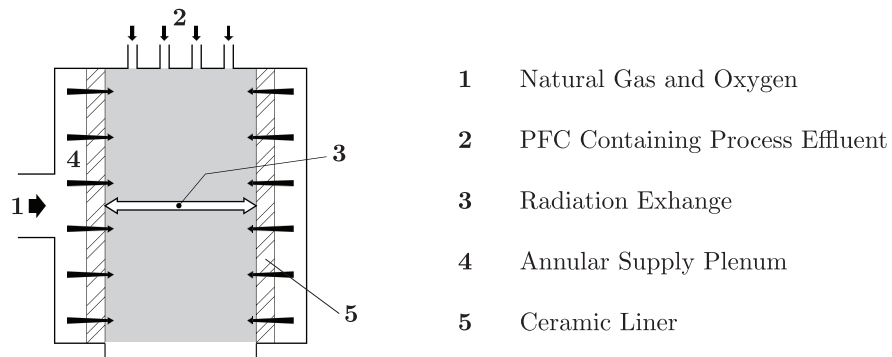 2
3
4
1
5
1 Natural Gas and Oxygen
2 PFC Containing Process Effluent
3 Radiation Exhange
4 Annular Supply Plenum
5 Ceramic Liner